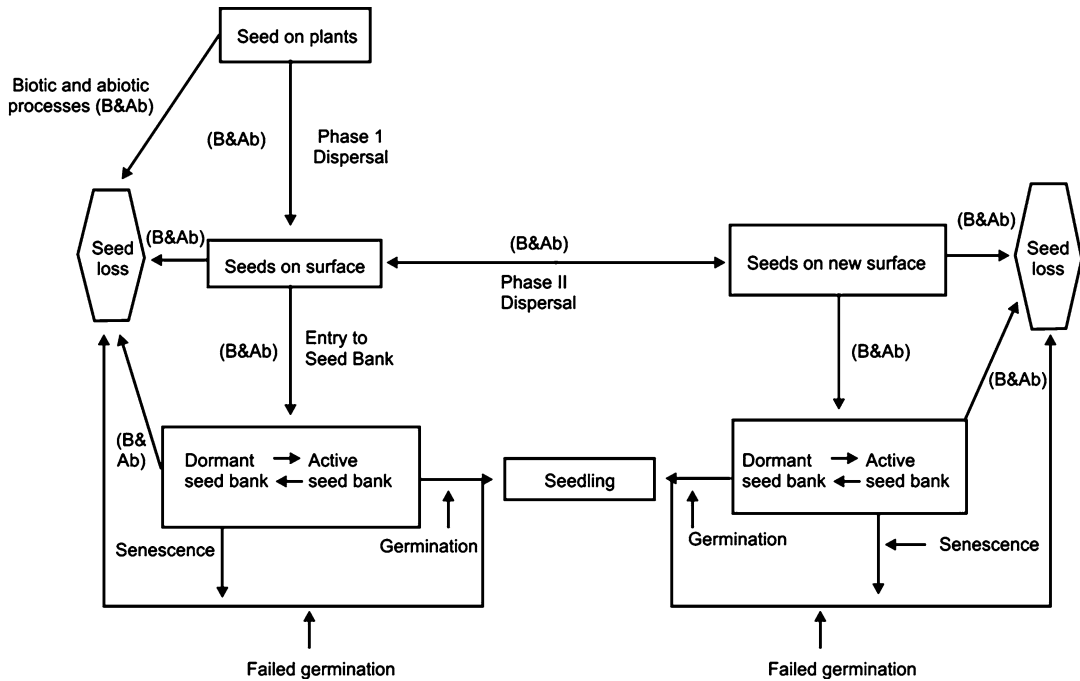 Seed on plants
Biotic and abiotic
processes (B&Ab)
(B&Ab)
Phase 1
Dispersal
Seed
loss
(B&Ab)
Seeds on surface
(B&Ab)
Phase II
Dispersal
Seeds on new surface
(B&Ab)
Seed
loss
(B&Ab)
Entry to
Seed Bank
(B&Ab)
(B&Ab)
(B&
Ab)
Dormant
seed bank
Active
seed bank
Seedling
Dormant
seed bank
Active
seed bank
Senescence
Germination
Germination
Senescence
Failed germination
Failed germination